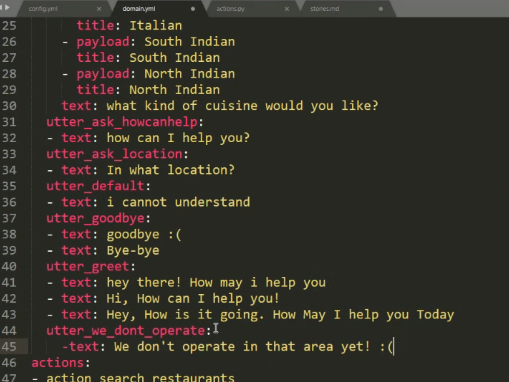 config.yml × domain.yml actions.py × stories.md
25 title: Italian
26 - payload: South Indian
27 title: South Indian
28 - payload: North Indian
29 title: North Indian
30 text: what kind of cuisine would you like?
31 utter_ask_howcanhelp:
32 - text: how can I help you?
33 utter_ask_location:
34 - text: In what location?
35 utter_default:
36 - text: i cannot understand
37 utter_goodbye:
38 - text: goodbye :(
39 - text: Bye-bye
40 utter_greet:
41 - text: hey there! How may i help you
42 - text: Hi, How can I help you!
43 - text: Hey, How is it going. How May I help you Today
44 utter_we_dont_operate:
45 -text: We don't operate in that area yet! :(
46 actions:
47 - action_search_restaurants